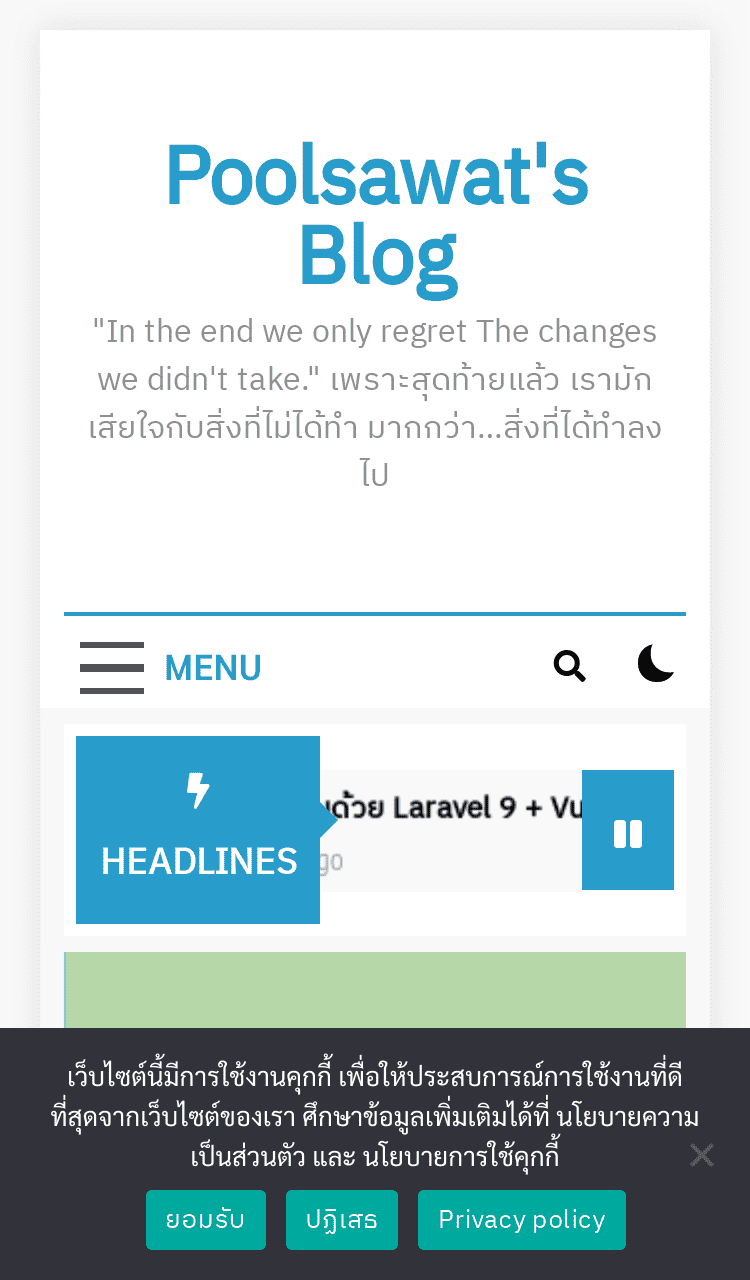 Poolsawat's
Blog
"In the end we only regret The changes
we didn't take." เพราะสุดท้ายแล้ว เรามัก
เสียใจกับสิ่งที่ไม่ได้ทำ มากกว่า...สิ่งที่ได้ทำลง
ไป
MENU
HEADLINES
ด้วย Laravel 9 + Vu
go
เว็บไซต์นี้มีการใช้งานคุกกี้ เพื่อให้ประสบการณ์การใช้งานที่ดี
ที่สุดจากเว็บไซต์ของเรา ศึกษาข้อมูลเพิ่มเติมได้ที่ นโยบายความ
เป็นส่วนตัว และ นโยบายการใช้คุกกี้
ยอมรับ
ปฏิเสธ
Privacy policy